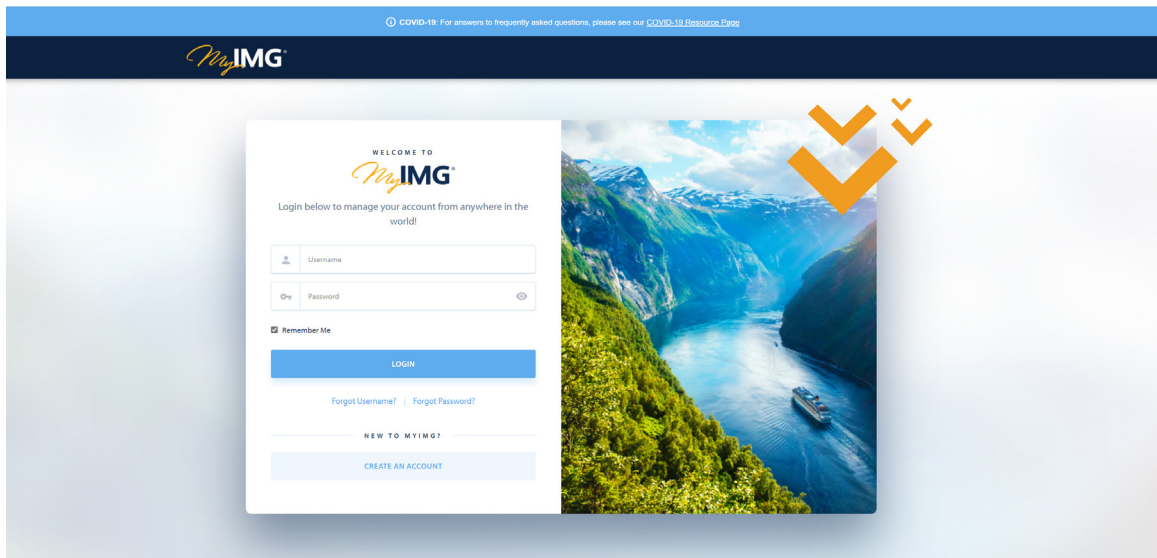 COVID-19: For answers to frequently asked questions, please see our COVID-19 Resource Page
MyIMG®
WELCOME TO
MyIMG®
Login below to manage your account from anywhere in the
world!
Username
Password
Remember Me
LOGIN
Forgot Username? | Forgot Password?
NEW TO MYIMG?
CREATE AN ACCOUNT